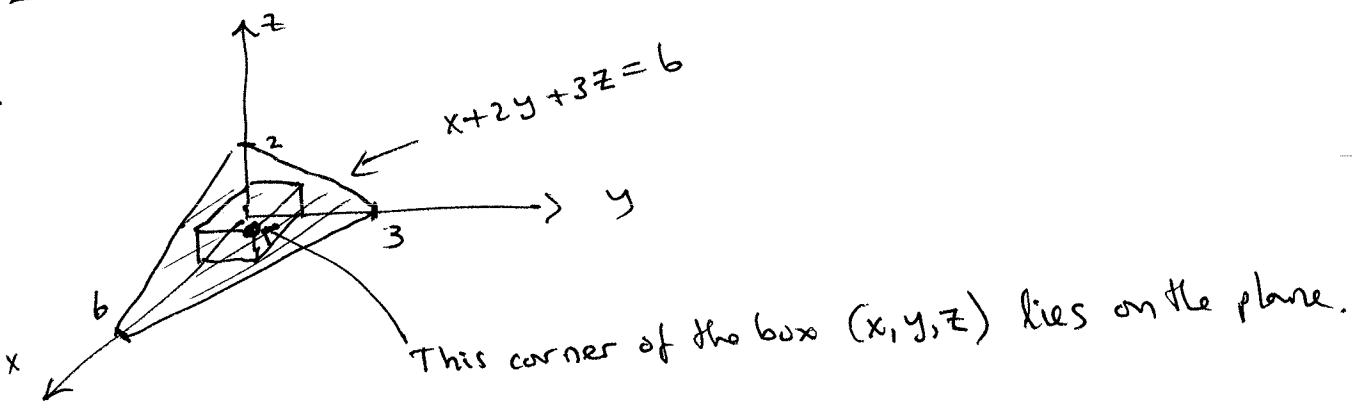 z
x+2y+3z=6
2
y
3
6
This corner of the box (x,y,z) lies on the plane.
x